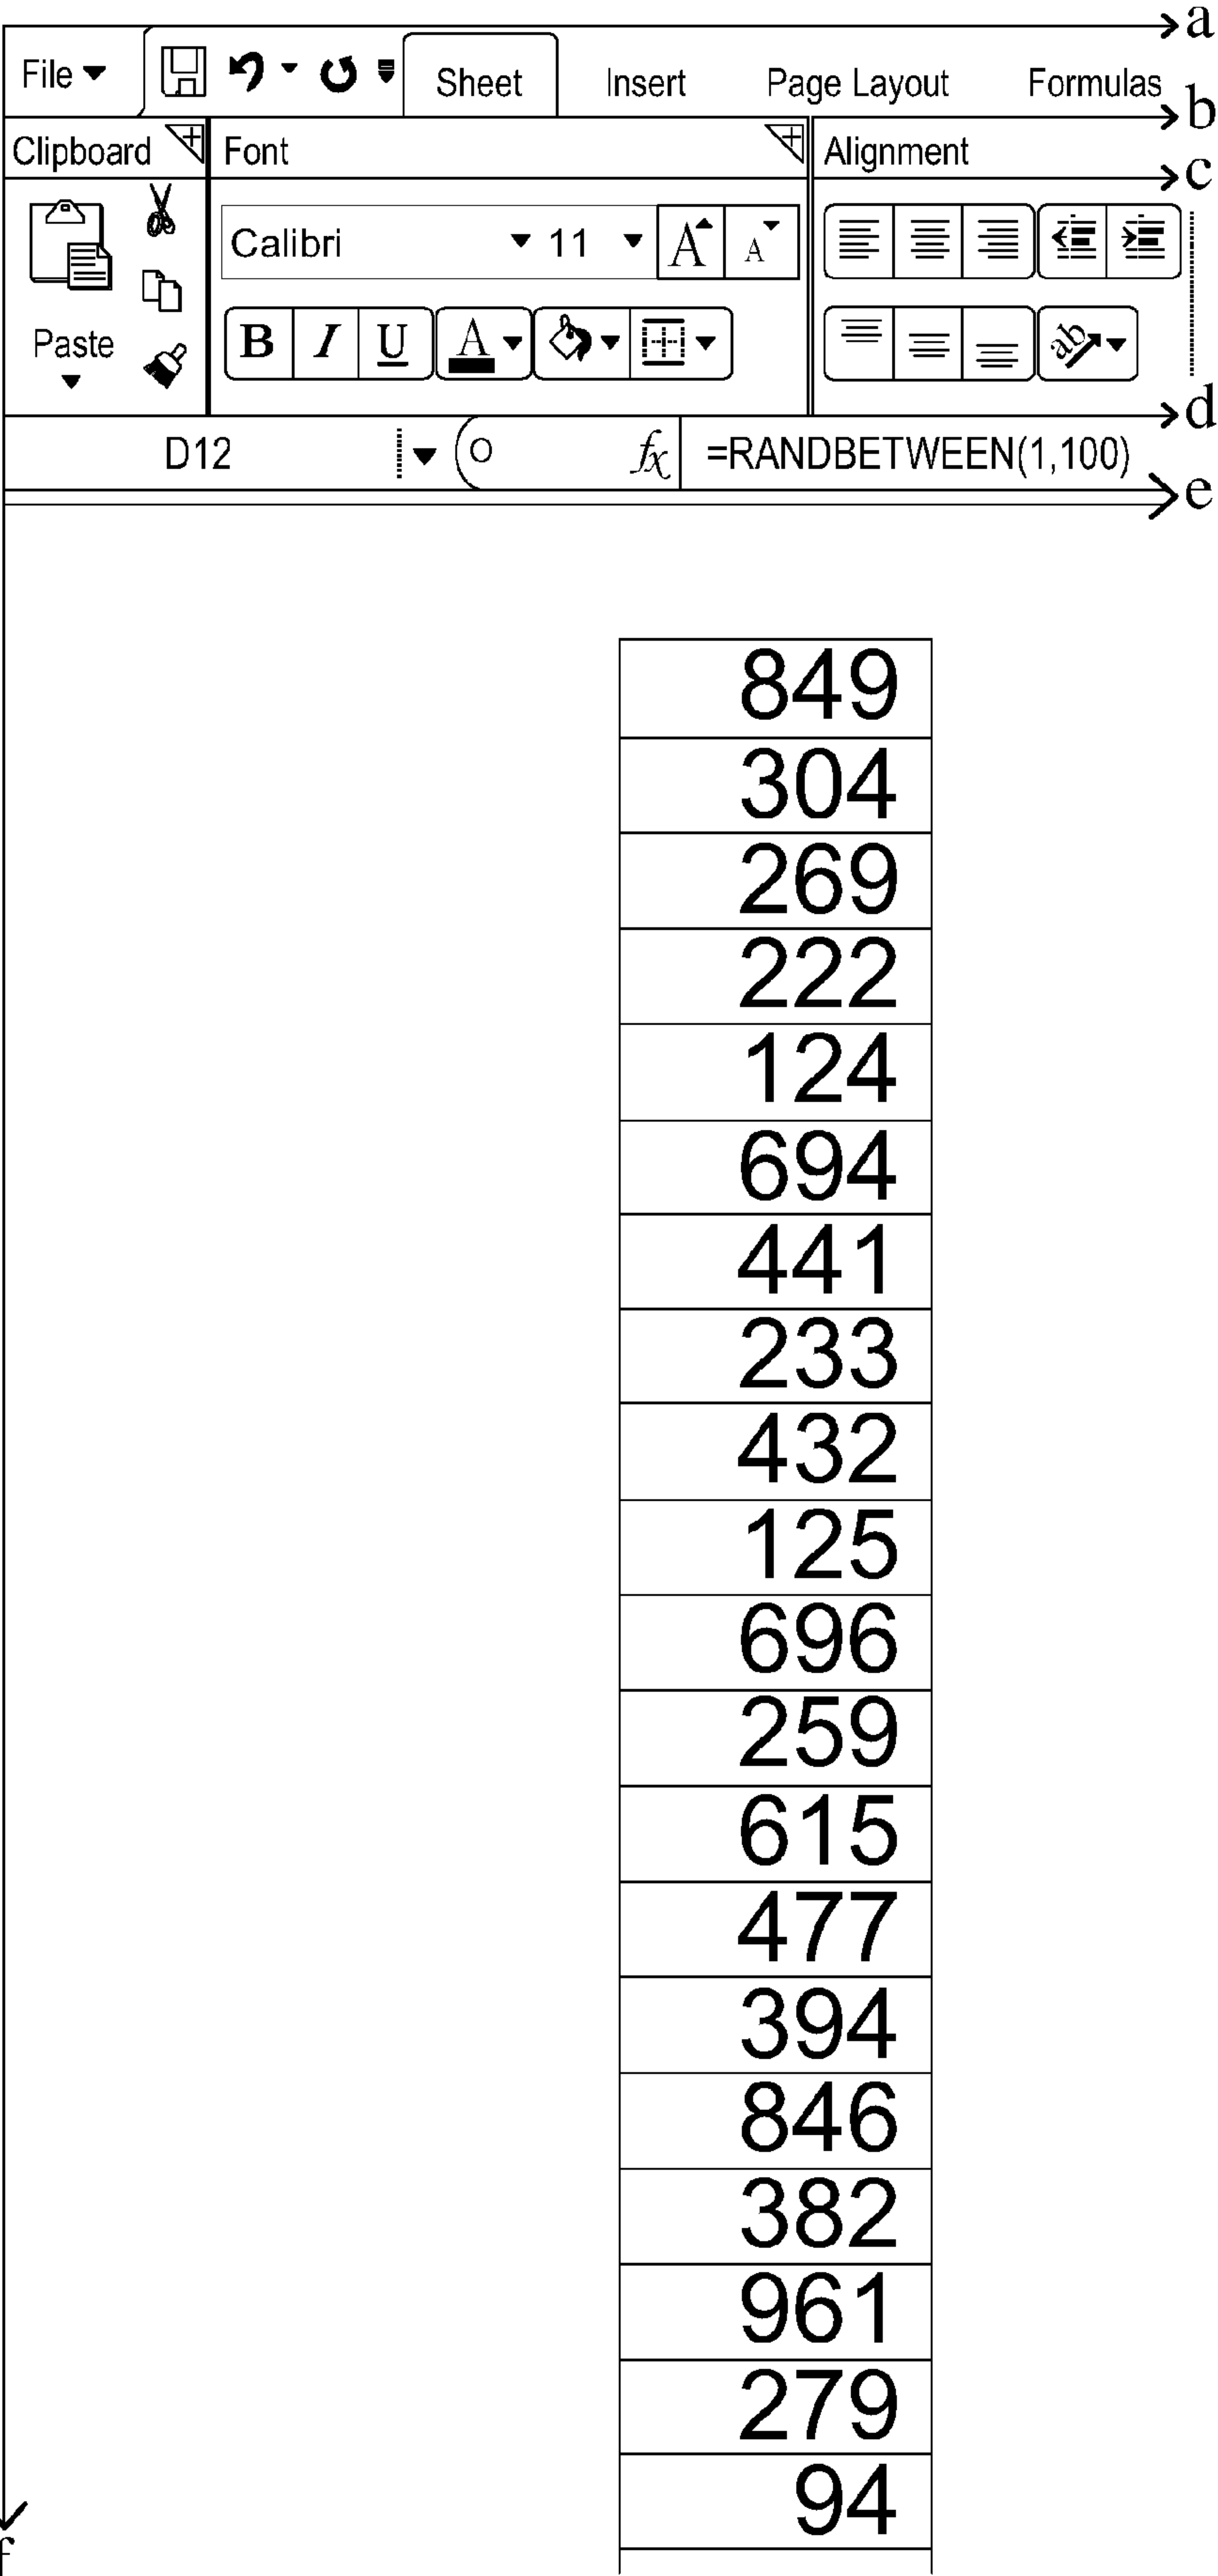 a
File Sheet Insert Page Layout Formulas
b
Clipboard Font Alignment
c
Calibri 11 A A
Paste B I U A ab
d
D12 fx =RANDBETWEEN(1,100)
e
849
304
269
222
124
694
441
233
432
125
696
259
615
477
394
846
382
961
279
94
f